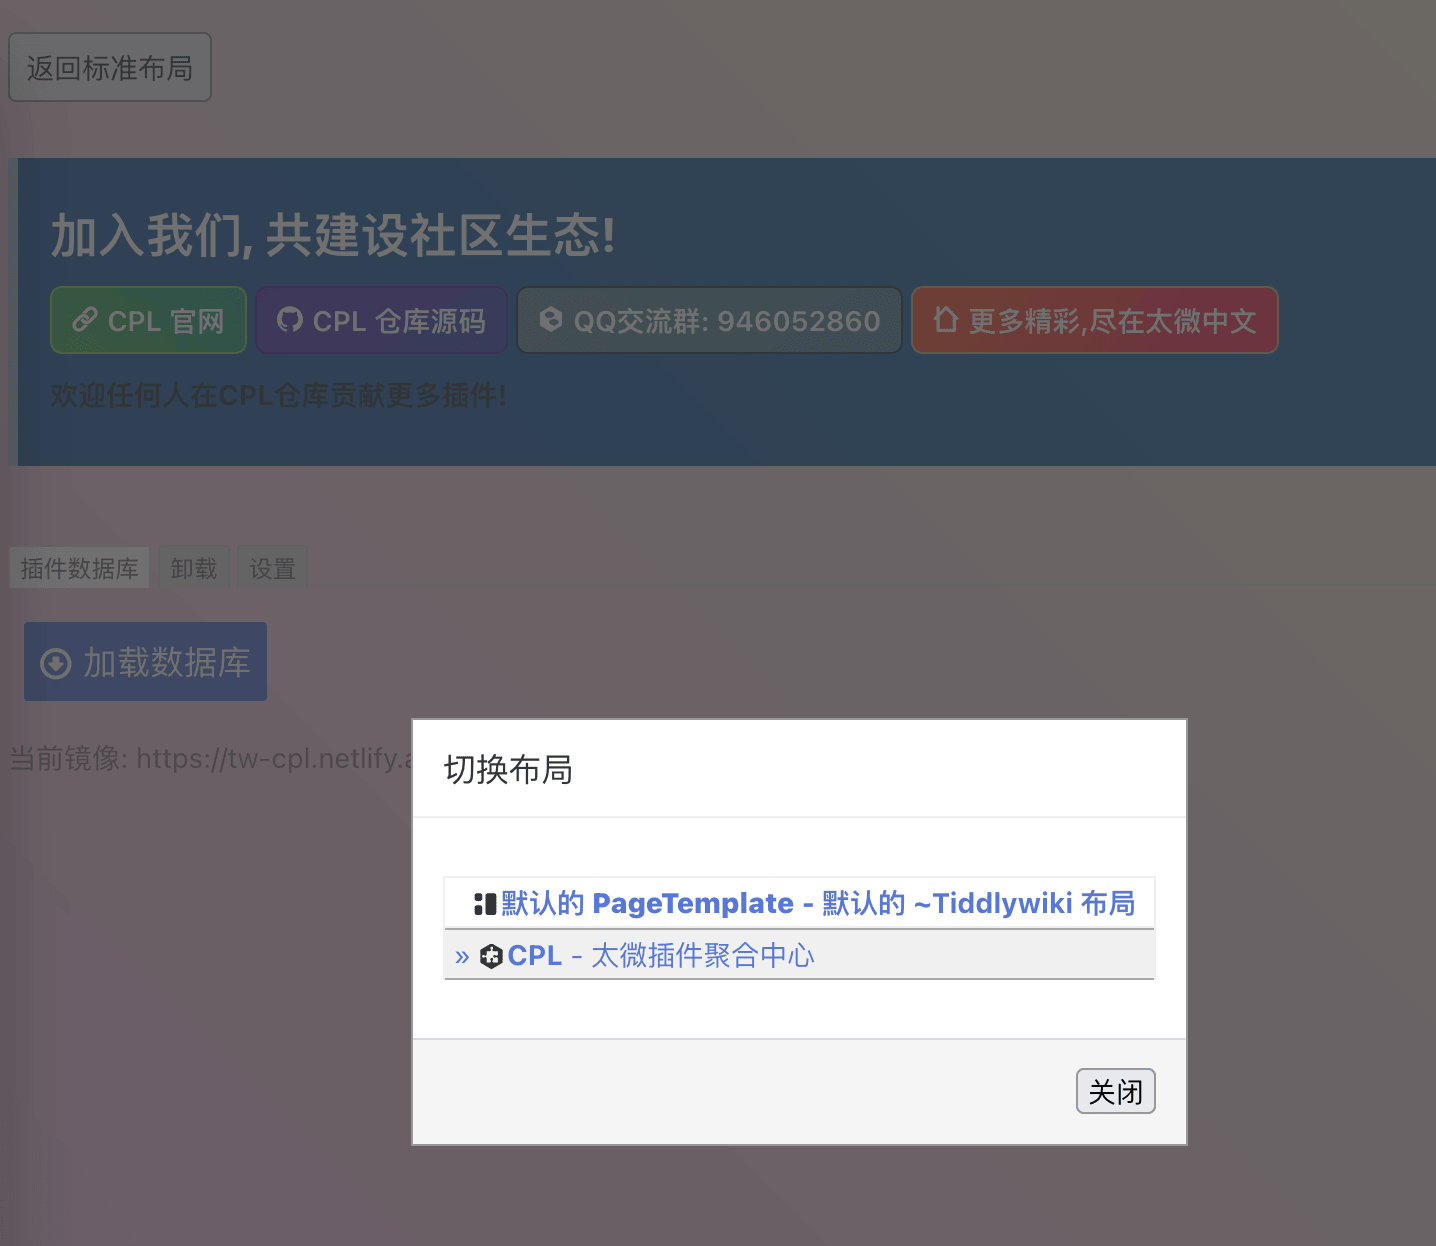 返回标准布局
加入我们, 共建设社区生态!
CPL 官网
CPL 仓库源码
QQ交流群: 946052860
更多精彩,尽在太微中文
欢迎任何人在CPL仓库贡献更多插件!
插件数据库 卸载 设置
加载数据库
当前镜像: https://tw-cpl.netlify.a
切换布局
默认的 PageTemplate - 默认的 ~Tiddlywiki 布局
» CPL - 太微插件聚合中心
关闭